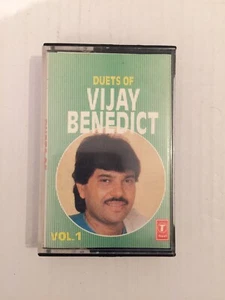 DUETS OF
VIJAY
BENEDICT
VOL.1